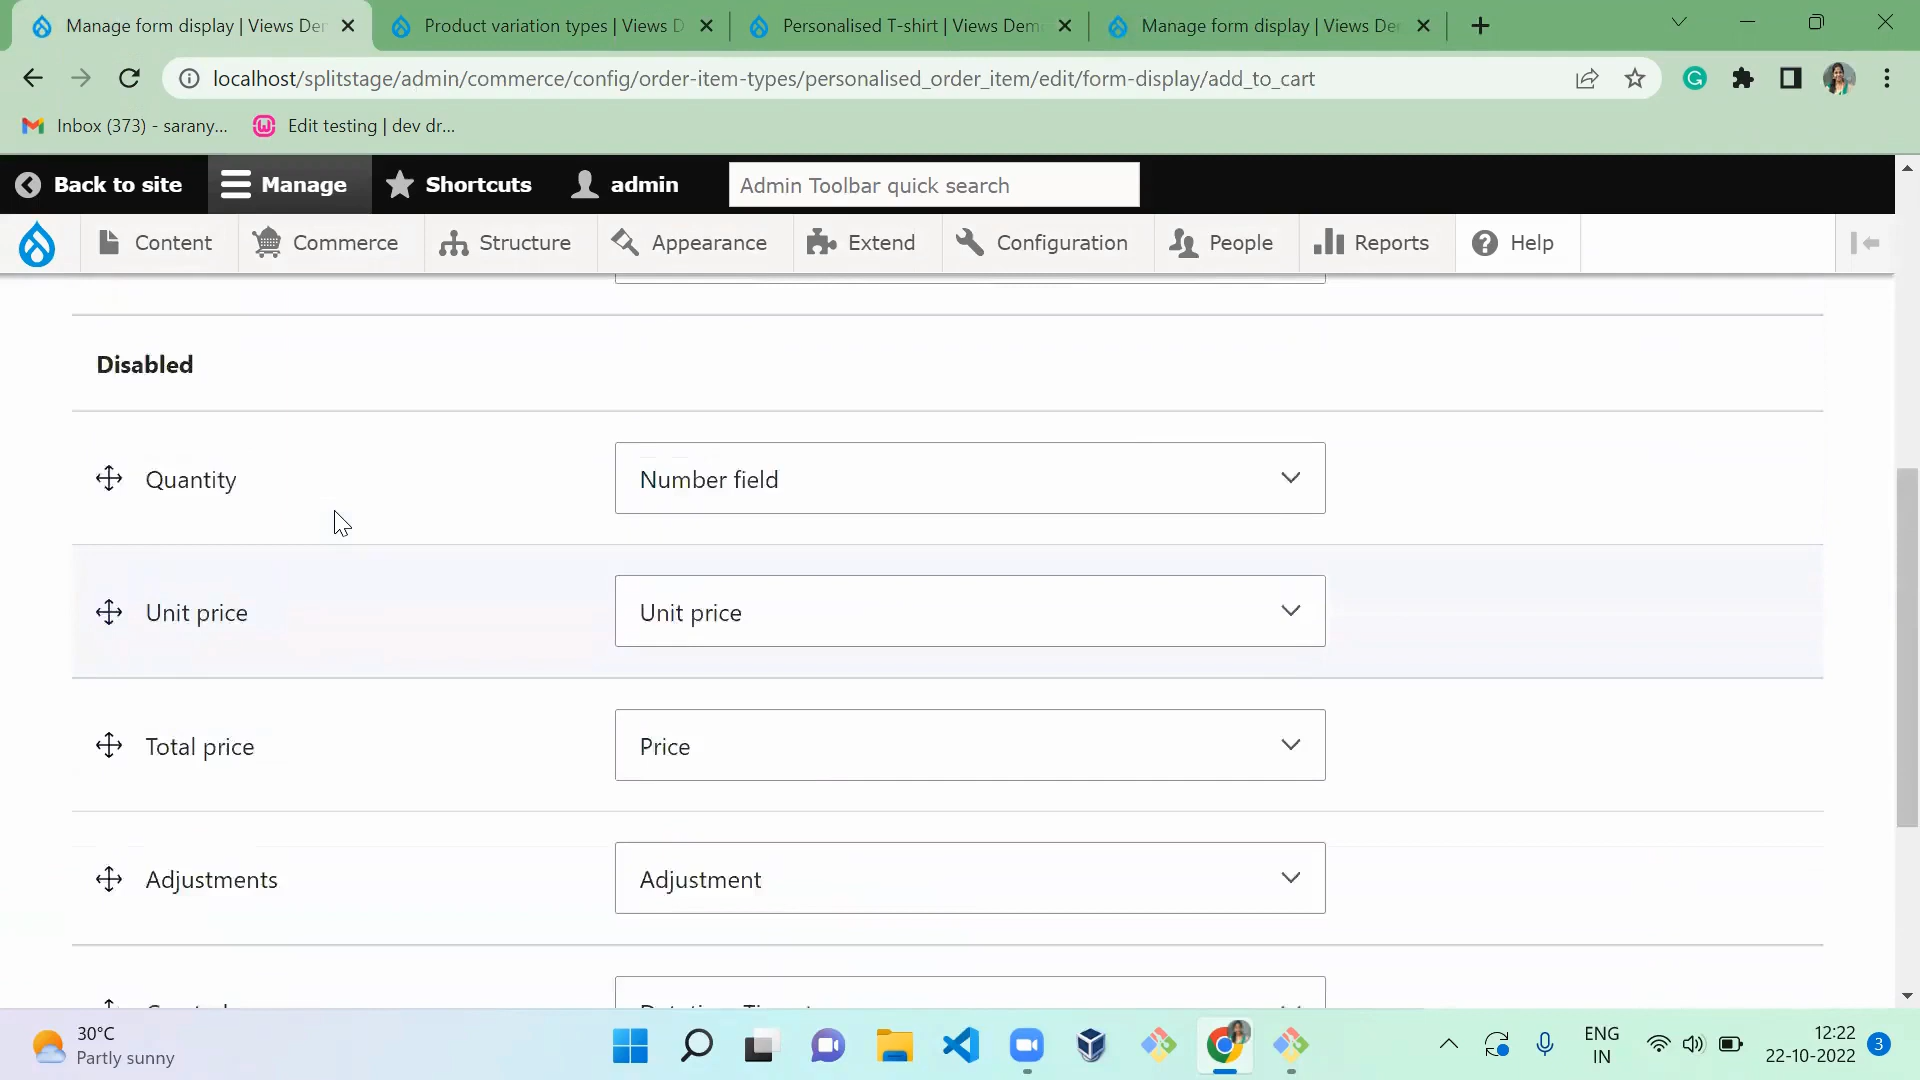 Manage form display | Views Der
Product variation types | Views D
Personalised T-shirt | Views Dem
Manage form display | Views De
localhost/splitstage/admin/commerce/config/order-item-types/personalised_order_item/edit/form-display/add_to_cart
Inbox (373) - sarany...
Edit testing | dev dr...
Back to site
Manage
Shortcuts
admin
Admin Toolbar quick search
Content
Commerce
Structure
Appearance
Extend
Configuration
People
Reports
Help
Disabled
Quantity
Number field
Unit price
Unit price
Total price
Price
Adjustments
Adjustment
30°C
Partly sunny
ENG
IN
12:22
22-10-2022
3